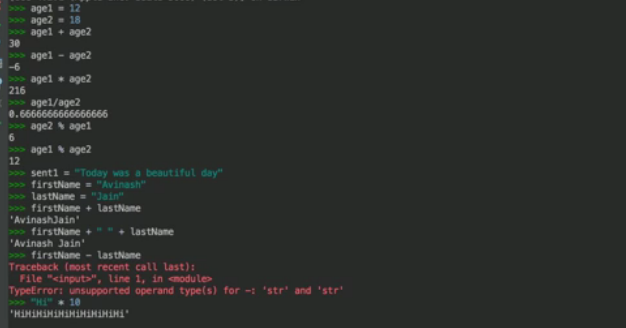 >>> age1 = 12
>>> age2 = 18
>>> age1 + age2
30
>>> age1 - age2
-6
>>> age1 * age2
216
>>> age1/age2
0.6666666666666666
>>> age2 % age1
6
>>> age1 % age2
12
>>> sent1 = "Today was a beautiful day"
>>> firstName = "Avinash"
>>> lastName = "Jain"
>>> firstName + lastName
'AvinashJain'
>>> firstName + " " + lastName
'Avinash Jain'
>>> firstName - lastName
Traceback (most recent call last):
  File "<input>", line 1, in <module>
TypeError: unsupported operand type(s) for -: 'str' and 'str'
>>> "Hi" * 10
'HiHiHiHiHiHiHiHiHiHi'